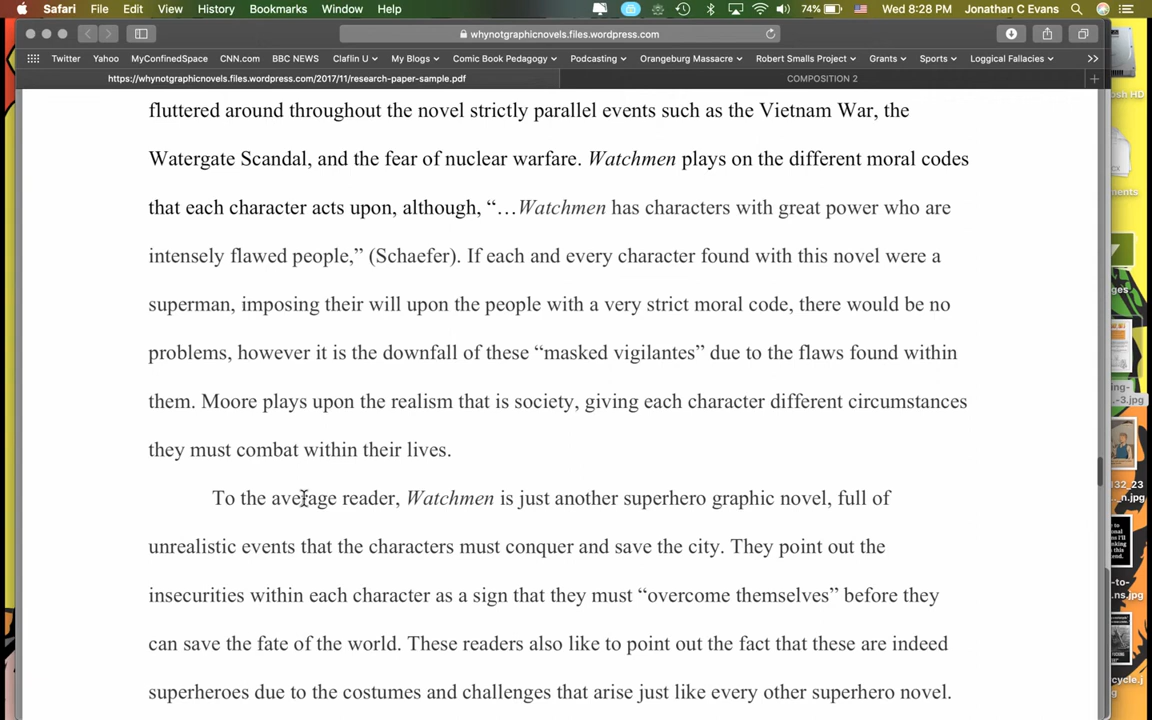 Safari File Edit View History Bookmarks Window Help 74% Wed 8:28 PM Jonathan C Evans
whynotgraphicnovels.files.wordpress.com
Twitter Yahoo MyConfinedSpace CNN.com BBC NEWS Claflin U My Blogs Comic Book Pedagogy Podcasting Orangeburg Massacre Robert Smalls Project Grants Sports Loggical Fallacies >>
https://whynotgraphicnovels.files.wordpress.com/2017/11/research-paper-sample.pdf COMPOSITION 2 +
fluttered around throughout the novel strictly parallel events such as the Vietnam War, the
Watergate Scandal, and the fear of nuclear warfare. Watchmen plays on the different moral codes
that each character acts upon, although, “…Watchmen has characters with great power who are
intensely flawed people,” (Schaefer). If each and every character found with this novel were a
superman, imposing their will upon the people with a very strict moral code, there would be no
problems, however it is the downfall of these “masked vigilantes” due to the flaws found within
them. Moore plays upon the realism that is society, giving each character different circumstances
they must combat within their lives.
To the average reader, Watchmen is just another superhero graphic novel, full of
unrealistic events that the characters must conquer and save the city. They point out the
insecurities within each character as a sign that they must “overcome themselves” before they
can save the fate of the world. These readers also like to point out the fact that these are indeed
superheroes due to the costumes and challenges that arise just like every other superhero novel.